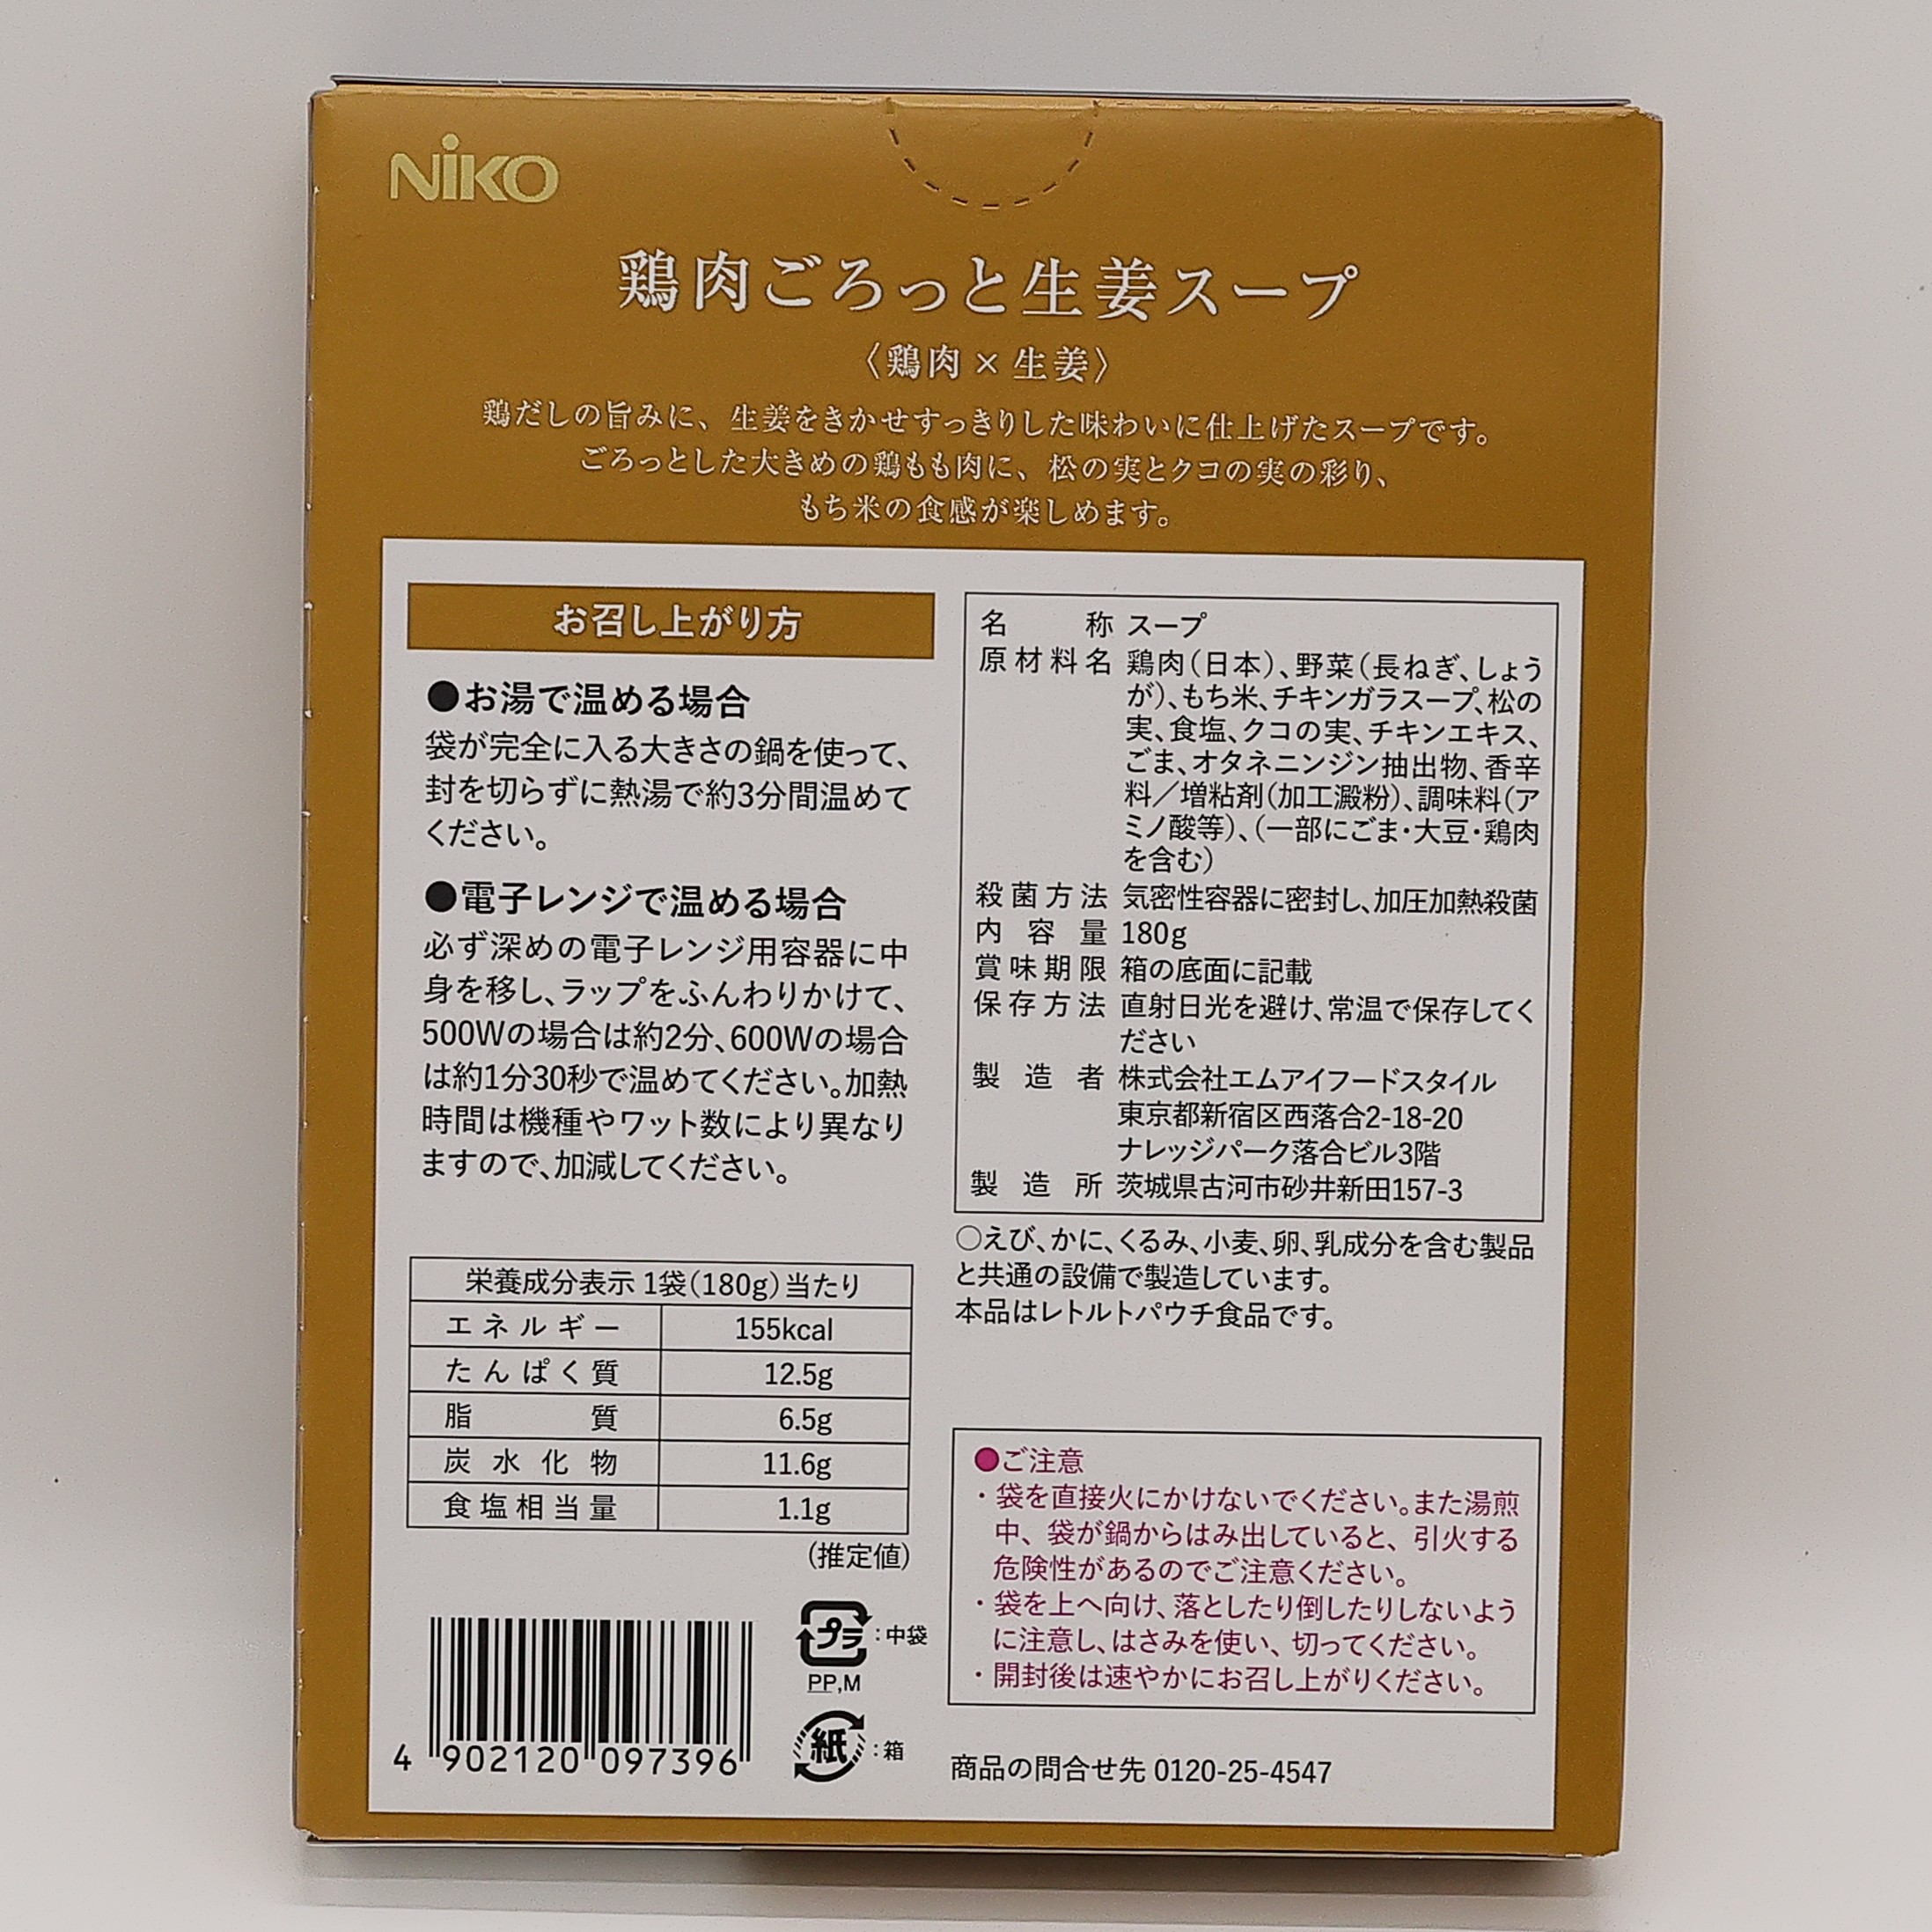 NiKO
鶏肉ごろっと生姜スープ
〈鶏肉×生姜〉
鶏だしの旨みに、生姜をきかせすっきりした味わいに仕上げたスープです。
ごろっとした大きめの鶏もも肉に、松の実とクコの実の彩り、
もち米の食感が楽しめます。
お召し上がり方
●お湯で温める場合
袋が完全に入る大きさの鍋を使って、
封を切らずに熱湯で約3分間温めて
ください。
●電子レンジで温める場合
必ず深めの電子レンジ用容器に中
身を移し、ラップをふんわりかけて、
500Wの場合は約2分、600Wの場合
は約1分30秒で温めてください。加熱
時間は機種やワット数により異なり
ますので、加減してください。
栄養成分表示 1袋(180g)当たり
エネルギー 155kcal
たんぱく質 12.5g
脂質 6.5g
炭水化物 11.6g
食塩相当量 1.1g
(推定値)
4 902120 097396
プラ:中袋
PP,M
紙:箱
名称 スープ
原材料名 鶏肉(日本)、野菜(長ねぎ、しょう
が)、もち米、チキンガラスープ、松の
実、食塩、クコの実、チキンエキス、
ごま、オタネニンジン抽出物、香辛
料／増粘剤(加工澱粉)、調味料(ア
ミノ酸等)、(一部にごま・大豆・鶏肉
を含む)
殺菌方法 気密性容器に密封し、加圧加熱殺菌
内容量 180g
賞味期限 箱の底面に記載
保存方法 直射日光を避け、常温で保存してく
ださい
製造者 株式会社エムアイフードスタイル
東京都新宿区西落合2-18-20
ナレッジパーク落合ビル3階
製造所 茨城県古河市砂井新田157-3
○えび、かに、くるみ、小麦、卵、乳成分を含む製品
と共通の設備で製造しています。
本品はレトルトパウチ食品です。
●ご注意
・袋を直接火にかけないでください。また湯煎
中、袋が鍋からはみ出していると、引火する
危険性があるのでご注意ください。
・袋を上へ向け、落としたり倒したりしないよう
に注意し、はさみを使い、切ってください。
・開封後は速やかにお召し上がりください。
商品の問合せ先 0120-25-4547